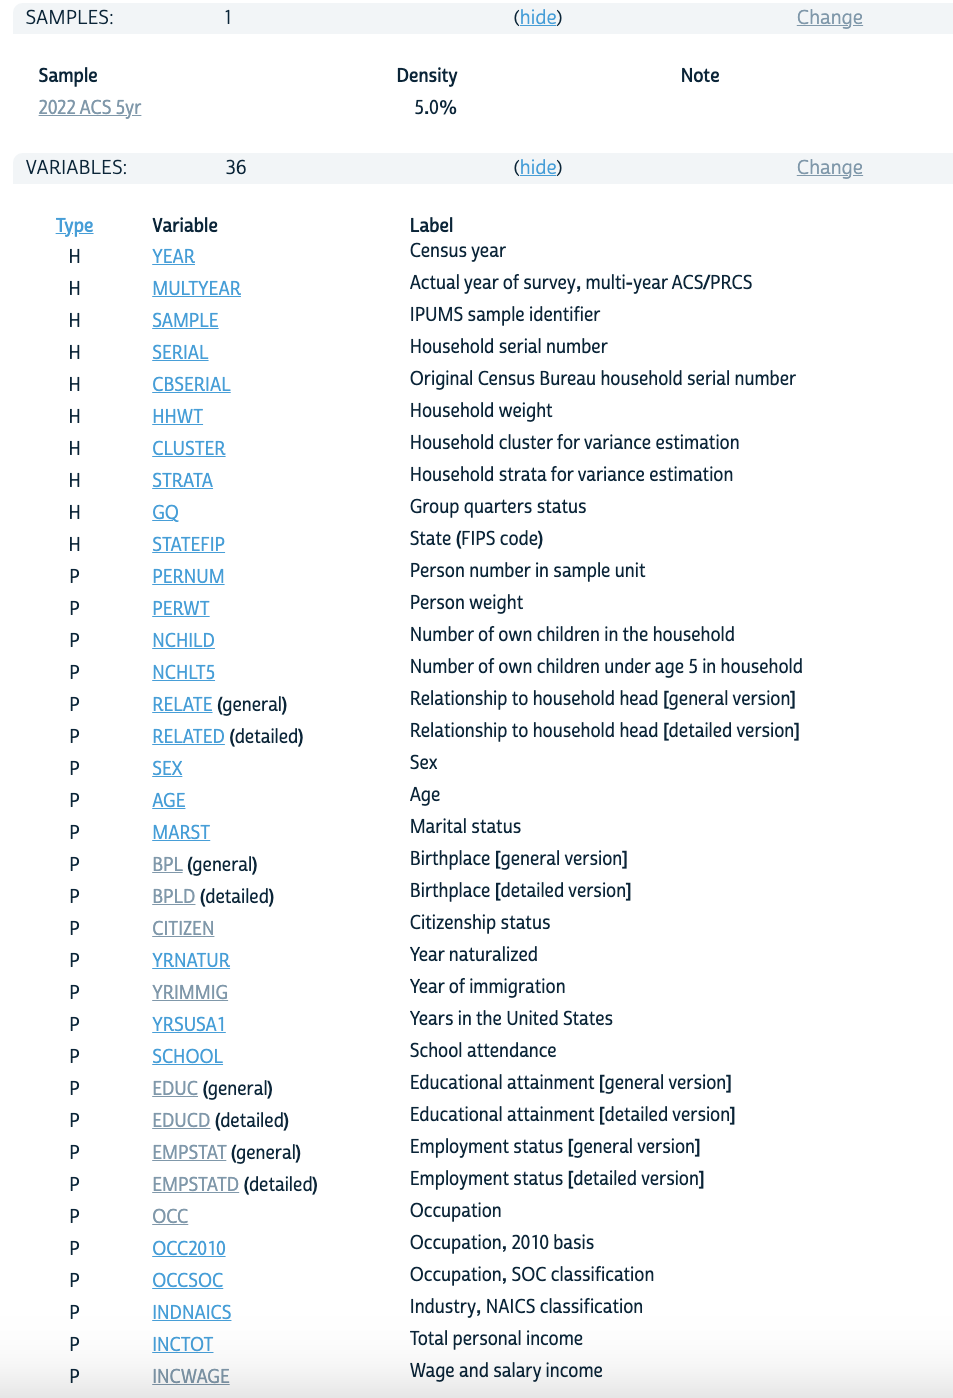 SAMPLES: 1 (hide) Change
Sample Density Note
2022 ACS 5yr 5.0%
VARIABLES: 36 (hide) Change
Type Variable Label
H YEAR Census year
H MULTYEAR Actual year of survey, multi-year ACS/PRCS
H SAMPLE IPUMS sample identifier
H SERIAL Household serial number
H CBSERIAL Original Census Bureau household serial number
H HHWT Household weight
H CLUSTER Household cluster for variance estimation
H STRATA Household strata for variance estimation
H GQ Group quarters status
H STATEFIP State (FIPS code)
P PERNUM Person number in sample unit
P PERWT Person weight
P NCHILD Number of own children in the household
P NCHLT5 Number of own children under age 5 in household
P RELATE (general) Relationship to household head [general version]
P RELATED (detailed) Relationship to household head [detailed version]
P SEX Sex
P AGE Age
P MARST Marital status
P BPL (general) Birthplace [general version]
P BPLD (detailed) Birthplace [detailed version]
P CITIZEN Citizenship status
P YRNATUR Year naturalized
P YRIMMIG Year of immigration
P YRSUSA1 Years in the United States
P SCHOOL School attendance
P EDUC (general) Educational attainment [general version]
P EDUCD (detailed) Educational attainment [detailed version]
P EMPSTAT (general) Employment status [general version]
P EMPSTATD (detailed) Employment status [detailed version]
P OCC Occupation
P OCC2010 Occupation, 2010 basis
P OCCSOC Occupation, SOC classification
P INDNAICS Industry, NAICS classification
P INCTOT Total personal income
P INCWAGE Wage and salary income